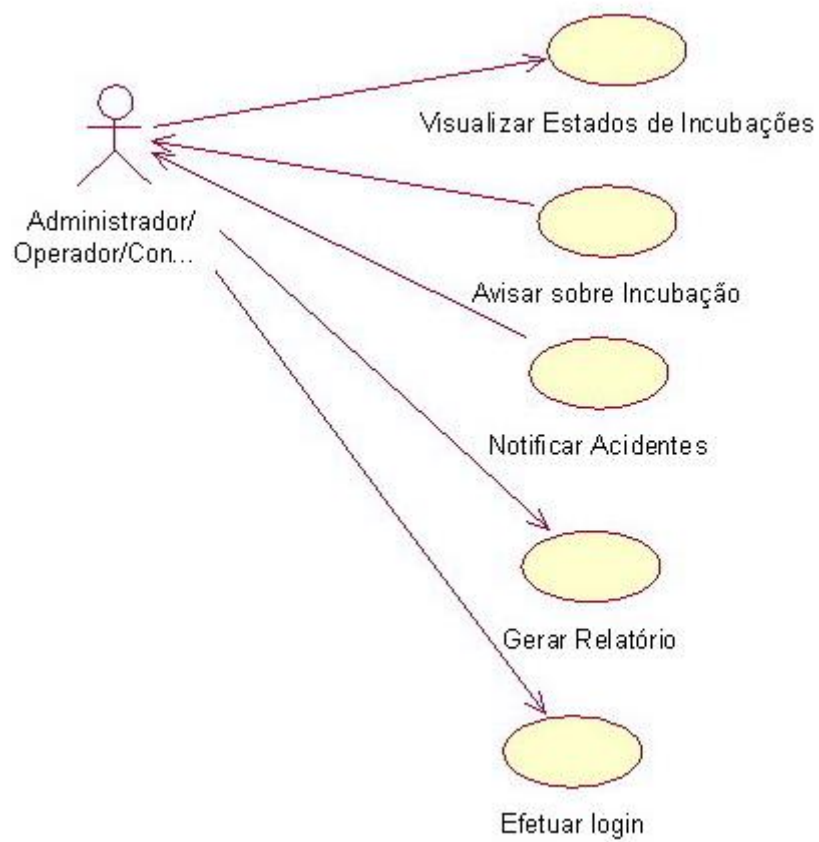 Visualizar Estados de Incubações
Administrador/
Operador/Con...
Avisar sobre Incubação
Notificar Acidentes
Gerar Relatório
Efetuar login